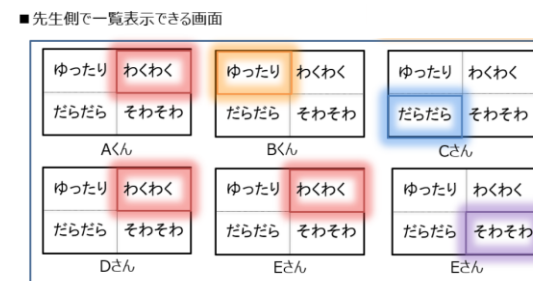 ■先生側で一覧表示できる画面
ゆったり わくわく ゆったり わくわく ゆったり わくわく
だらだら そわそわ だらだら そわそわ だらだら そわそわ
Aくん Bくん Cさん
ゆったり わくわく ゆったり わくわく ゆったり わくわく
だらだら そわそわ だらだら そわそわ だらだら そわそわ
Dさん Eさん Eさん